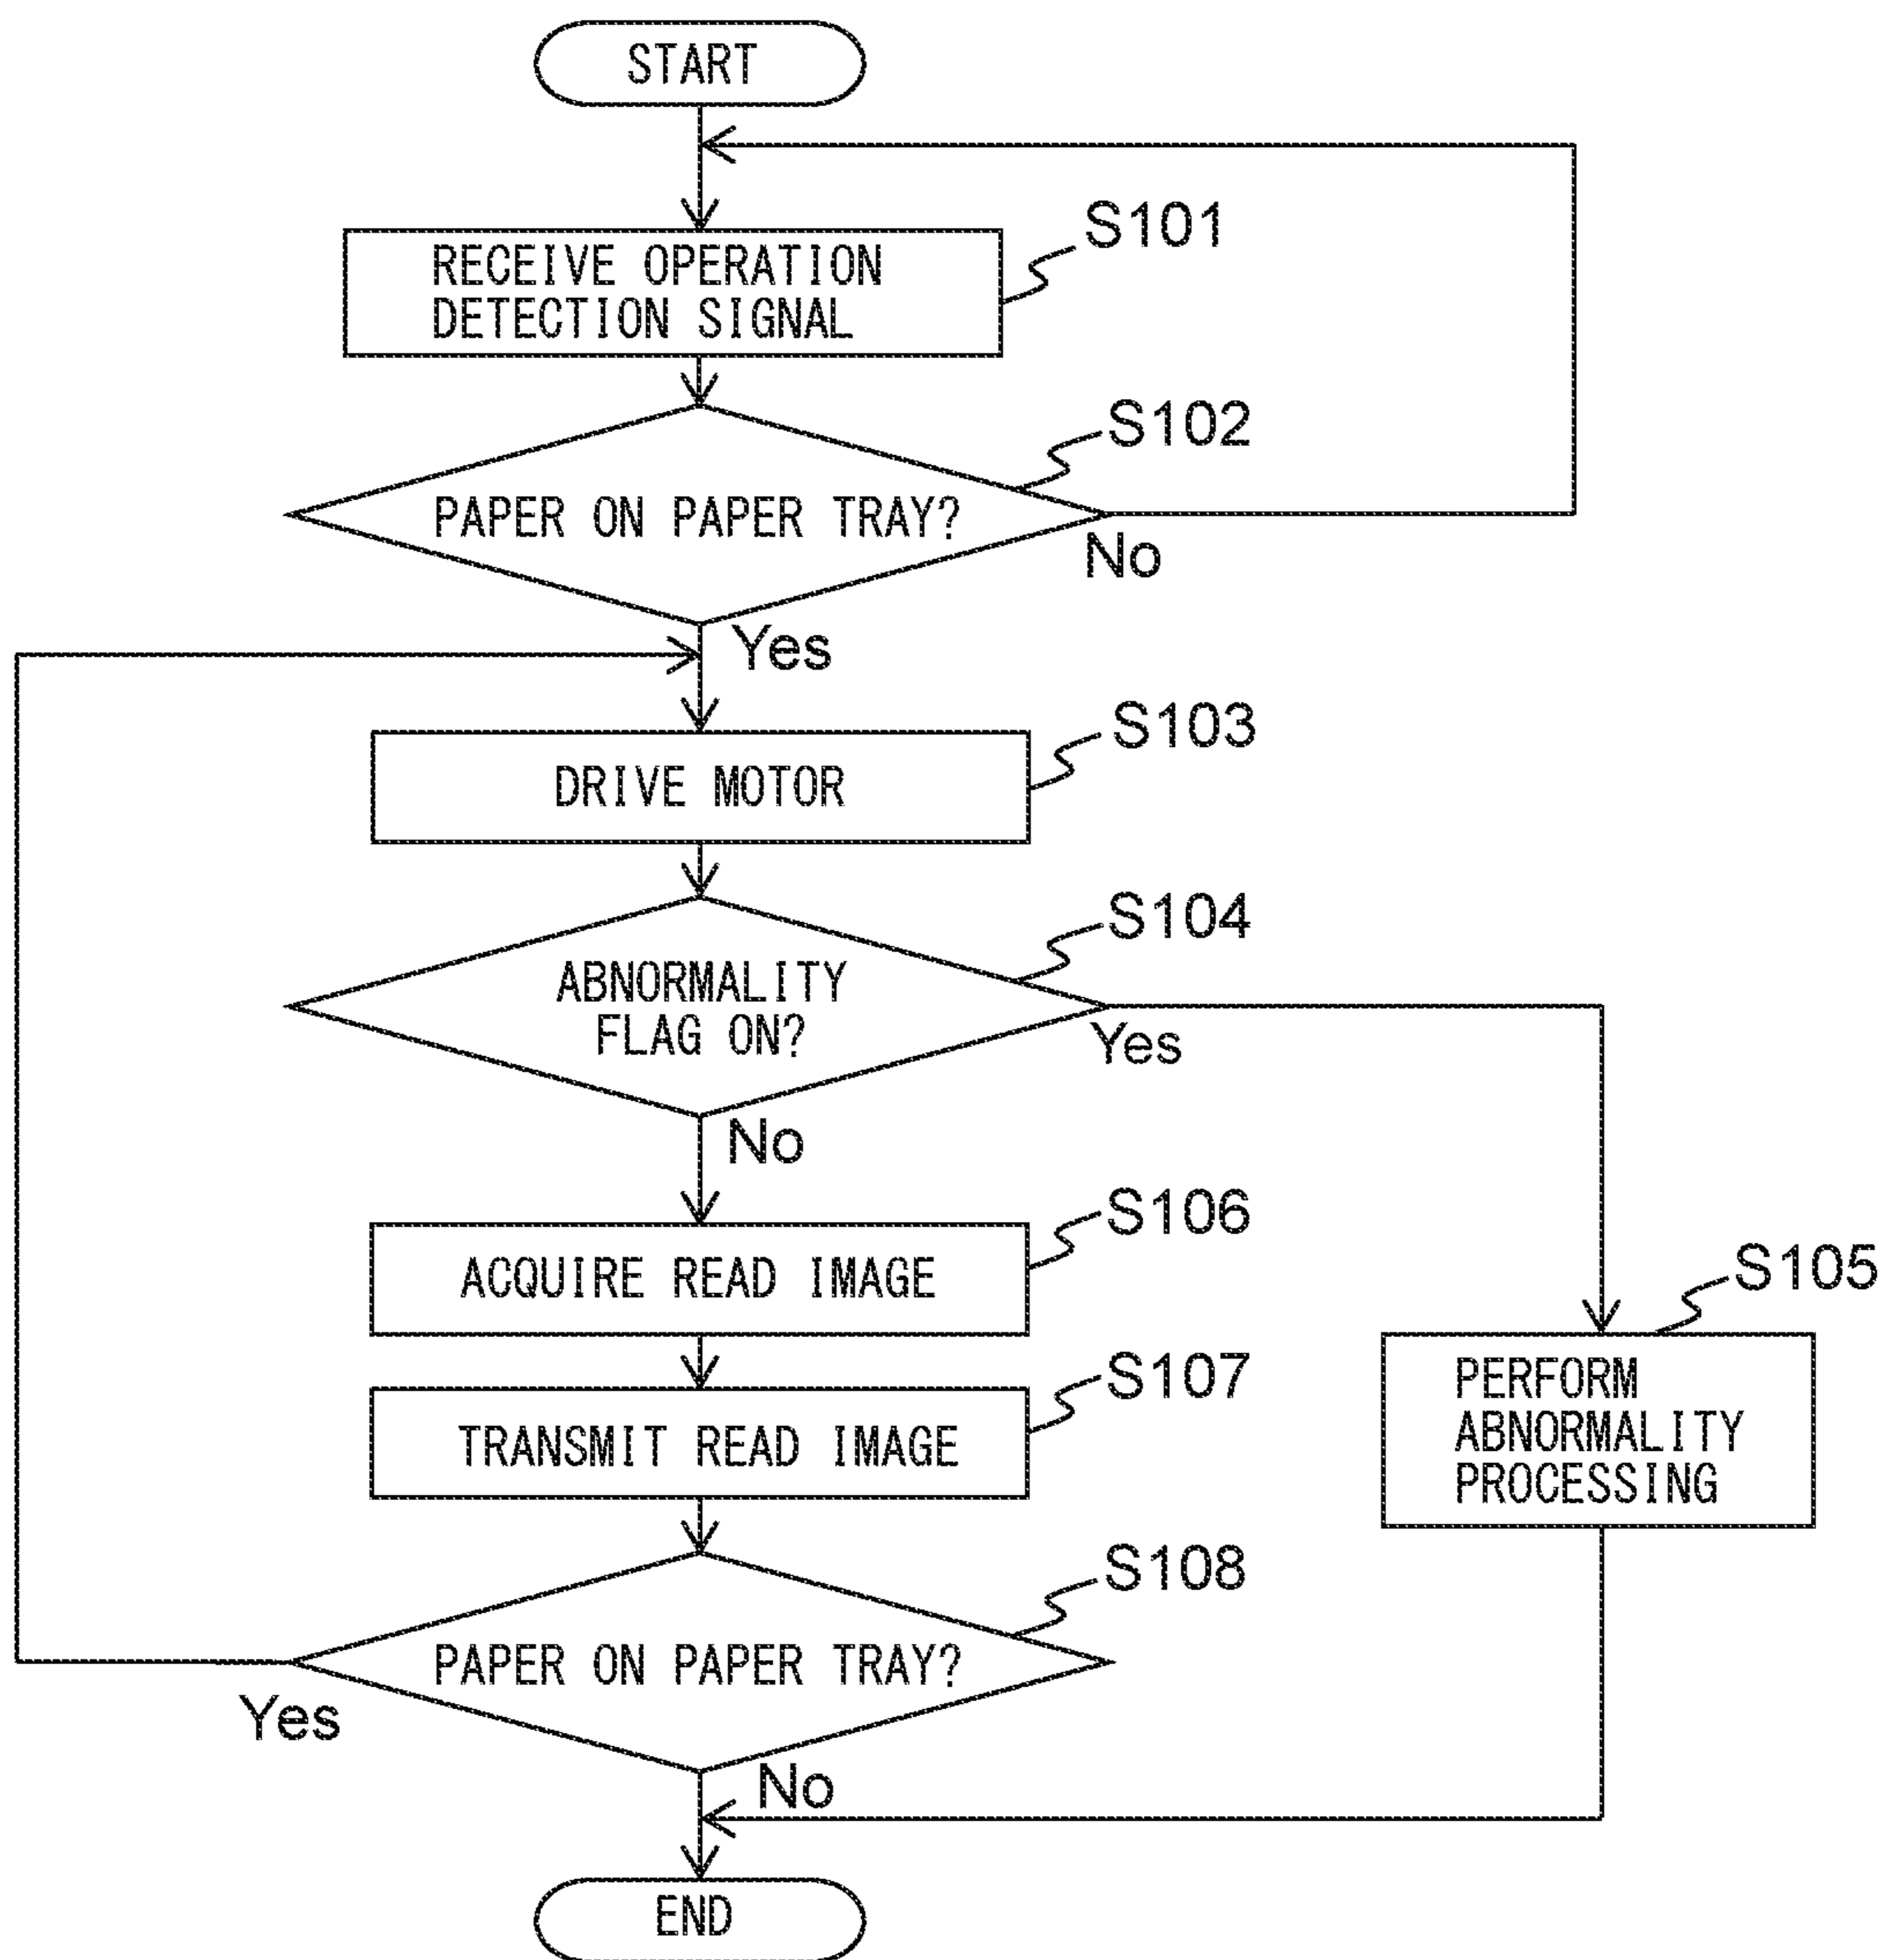 START
S101
RECEIVE OPERATION
DETECTION SIGNAL
S102
PAPER ON PAPER TRAY?
No
Yes
S103
DRIVE MOTOR
S104
ABNORMALITY
FLAG ON?
Yes
No
S106
ACQUIRE READ IMAGE
S105
PERFORM
ABNORMALITY
PROCESSING
S107
TRANSMIT READ IMAGE
S108
PAPER ON PAPER TRAY?
Yes
No
END